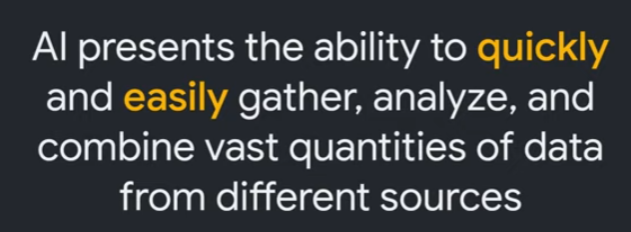 AI presents the ability to quickly
and easily gather, analyze, and
combine vast quantities of data
from different sources